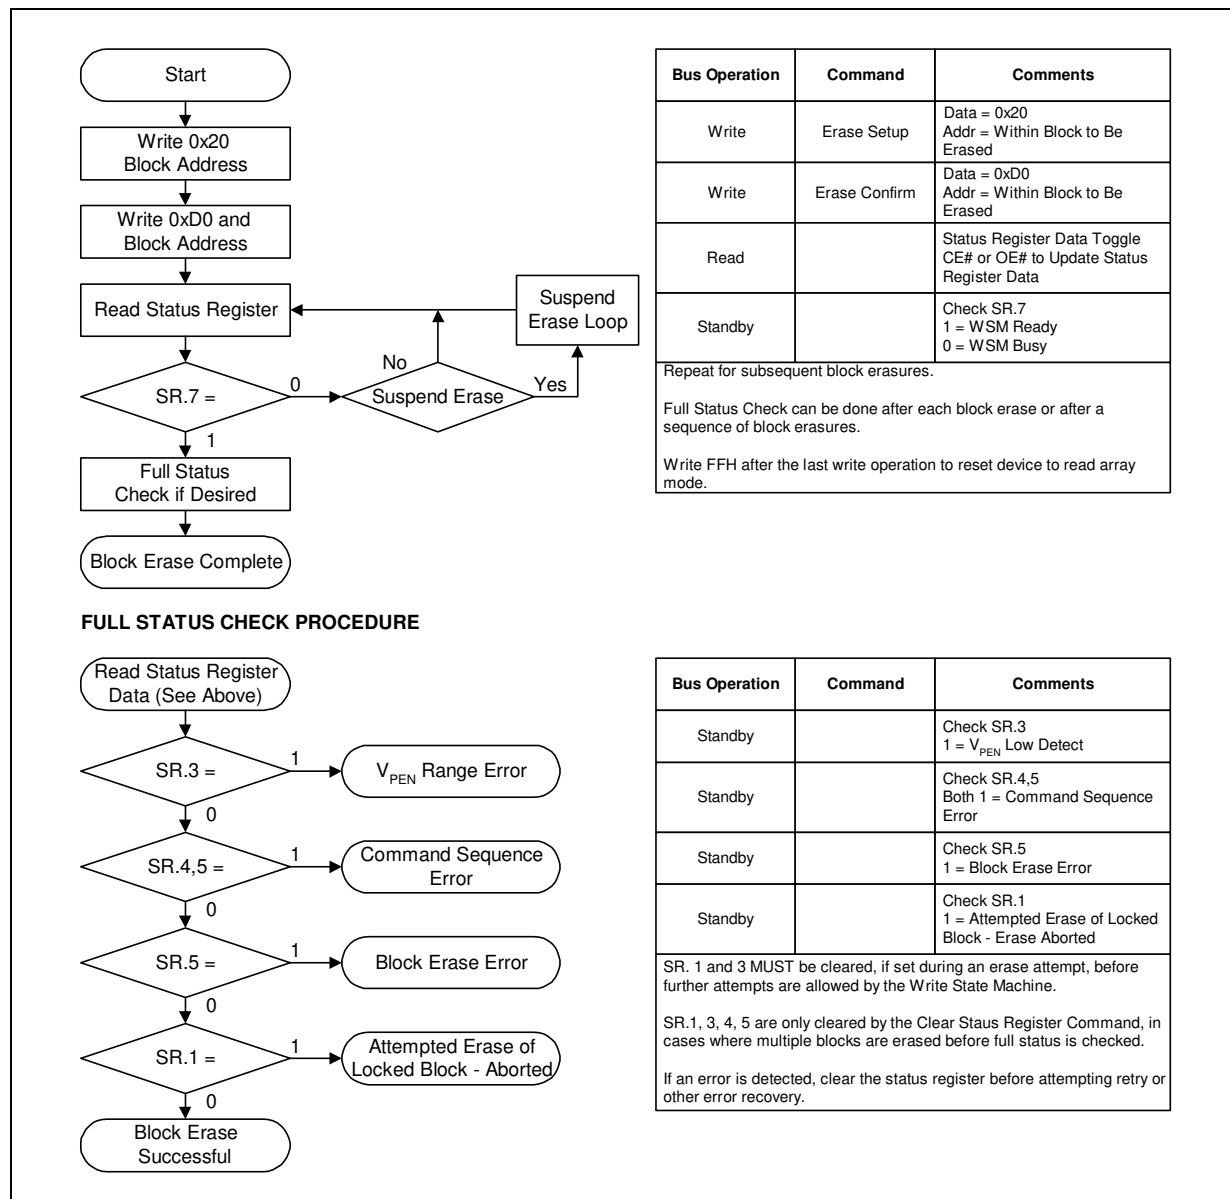 Start
Write 0x20
Block Address
Write 0xD0 and
Block Address
Read Status Register
Suspend
Erase Loop
No
Yes
SR.7 =
0
Suspend Erase
1
Full Status
Check if Desired
Block Erase Complete
Bus Operation Command Comments
Write Erase Setup Data = 0x20
Addr = Within Block to Be
Erased
Write Erase Confirm Data = 0xD0
Addr = Within Block to Be
Erased
Read Status Register Data Toggle
CE# or OE# to Update Status
Register Data
Standby Check SR.7
1 = WSM Ready
0 = WSM Busy
Repeat for subsequent block erasures.
Full Status Check can be done after each block erase or after a
sequence of block erasures.
Write FFH after the last write operation to reset device to read array
mode.
FULL STATUS CHECK PROCEDURE
Read Status Register
Data (See Above)
SR.3 =
1
V PEN Range Error
0
SR.4,5 =
1
Command Sequence
Error
0
SR.5 =
1
Block Erase Error
0
SR.1 =
1
Attempted Erase of
Locked Block - Aborted
0
Block Erase
Successful
Bus Operation Command Comments
Standby Check SR.3
1 = V PEN Low Detect
Standby Check SR.4,5
Both 1 = Command Sequence
Error
Standby Check SR.5
1 = Block Erase Error
Standby Check SR.1
1 = Attempted Erase of Locked
Block - Erase Aborted
SR. 1 and 3 MUST be cleared, if set during an erase attempt, before
further attempts are allowed by the Write State Machine.
SR.1, 3, 4, 5 are only cleared by the Clear Staus Register Command, in
cases where multiple blocks are erased before full status is checked.
If an error is detected, clear the status register before attempting retry or
other error recovery.